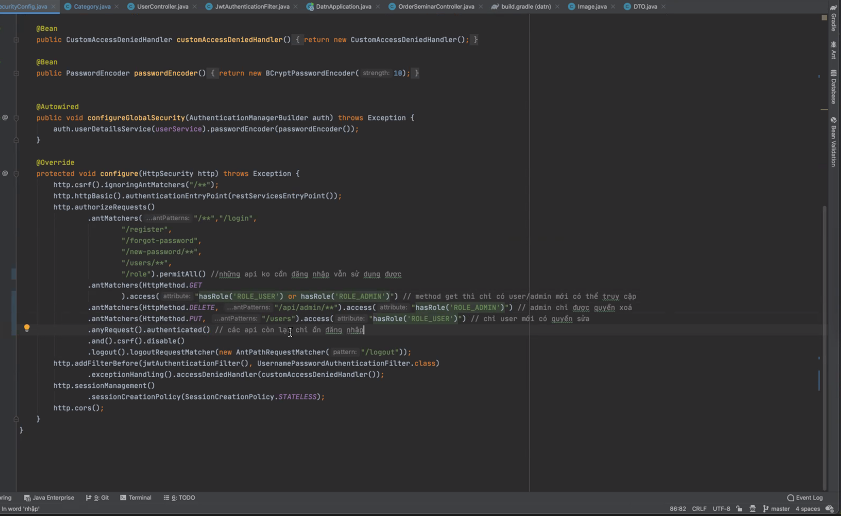 ecurityConfig.java
Category.java
UserController.java
JwtAuthenticationFilter.java
DatnApplication.java
OrderSeminarController.java
build.gradle (datn)
Image.java
DTO.java
Gradle
Ant
Database
Bean Validation
@Bean
public CustomAccessDeniedHandler customAccessDeniedHandler() { return new CustomAccessDeniedHandler(); }
@Bean
public PasswordEncoder passwordEncoder() { return new BCryptPasswordEncoder( strength: 10); }
@Autowired
public void configureGlobalSecurity(AuthenticationManagerBuilder auth) throws Exception {
auth.userDetailsService(userService).passwordEncoder(passwordEncoder());
}
@Override
protected void configure(HttpSecurity http) throws Exception {
http.csrf().ignoringAntMatchers("/**");
http.httpBasic().authenticationEntryPoint(restServicesEntryPoint());
http.authorizeRequests()
.antMatchers( ...antPatterns: "/**","/login",
"/register",
"/forgot-password",
"/new-password/**",
"/users/**",
"/role").permitAll() //những api ko cần đăng nhâp vẫn sử dụng được
.antMatchers(HttpMethod.GET
).access( attribute: "hasRole('ROLE_USER') or hasRole('ROLE_ADMIN')") // method get thì chỉ có user/admin mới có thể truy cập
.antMatchers(HttpMethod.DELETE, ...antPatterns: "/api/admin/**").access( attribute: "hasRole('ROLE_ADMIN')") // admin chỉ được quyền xoá
.antMatchers(HttpMethod.PUT, ...antPatterns: "/users").access( attribute: "hasRole('ROLE_USER')") // chỉ user mới có quyền sửa
.anyRequest().authenticated() // các api còn lại chỉ ần đăng nhập
.and().csrf().disable()
.logout().logoutRequestMatcher(new AntPathRequestMatcher( pattern: "/logout"));
http.addFilterBefore(jwtAuthenticationFilter(), UsernamePasswordAuthenticationFilter.class)
.exceptionHandling().accessDeniedHandler(customAccessDeniedHandler());
http.sessionManagement()
.sessionCreationPolicy(SessionCreationPolicy.STATELESS);
http.cors();
}
}
ring
Java Enterprise
9: Git
Terminal
6: TODO
Event Log
In word 'nhập'
86:82
CRLF
UTF-8
master
4 spaces